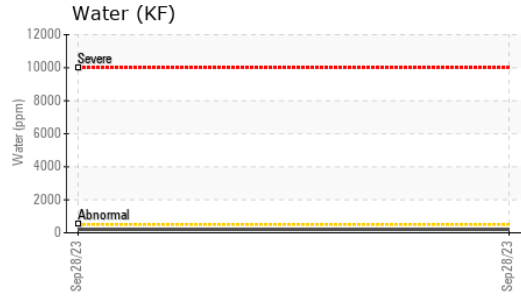 Water (KF)
12000
Severe
10000
8000
6000
4000
2000
Abnormal
0
Water (ppm)
Sep28/23
Sep28/23